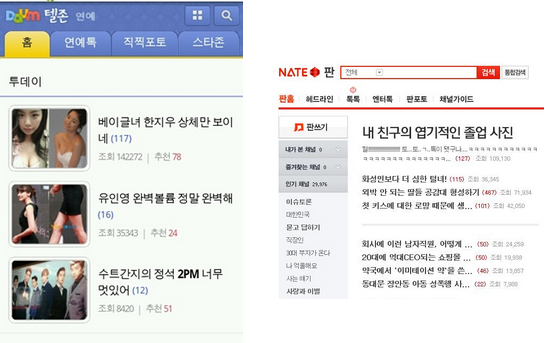 Daum 텔존 연예
홈 연예톡 직찍포토 스타존
투데이
베이글녀 한지우 상체만 보이
네 (117)
조회 142272 | 추천 78
유인영 완벽볼륨 정말 완벽해
(16)
조회 35343 | 추천 24
수트간지의 정석 2PM 너무
멋있어 (12)
조회 8420 | 추천 51
NATE 판 전체 검색 통합검색
판홈 헤드라인 톡톡 엔터톡 판포토 채널가이드
판쓰기
내가 본 채널 0
즐겨찾는 채널 0
인기 채널 29,976
이슈토론
대한민국
묻고 답하기
직장인
30대 부자가 온다
나 억울해요
사는 얘기
사랑과 이별
내 친구의 엽기적인 졸업 사진
(127) 조회 109,130
화성인보다 더 심한 털녀! (115) 조회 36,345
외박 안 되는 딸들 공감대 형성하기 (467) 조회 71,934
첫 키스에 대한 로망 때문에 생... (101) 조회 42,050
회사에 이런 남자직원, 어떻게 ... (50) 조회 24,259
20대에 억대CEO되는 쇼핑몰 ... (50) 조회 19,938
약국에서 '이미테이션 약'을 쓴... (46) 조회 13,857
동대문 장안동 아동 성폭행 사... (22) 조회 7,988